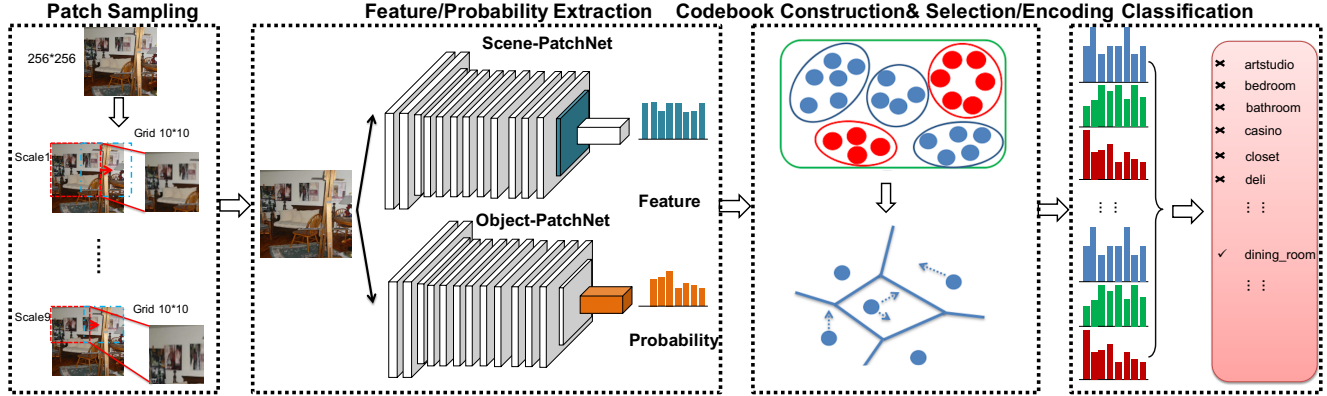 Patch Sampling
Feature/Probability Extraction
Codebook Construction& Selection/Encoding Classification
256*256
Grid 10*10
Scale1
Grid 10*10
Scale9
Scene-PatchNet
Feature
Object-PatchNet
Probability
artstudio
bedroom
bathroom
casino
closet
deli
dining_room